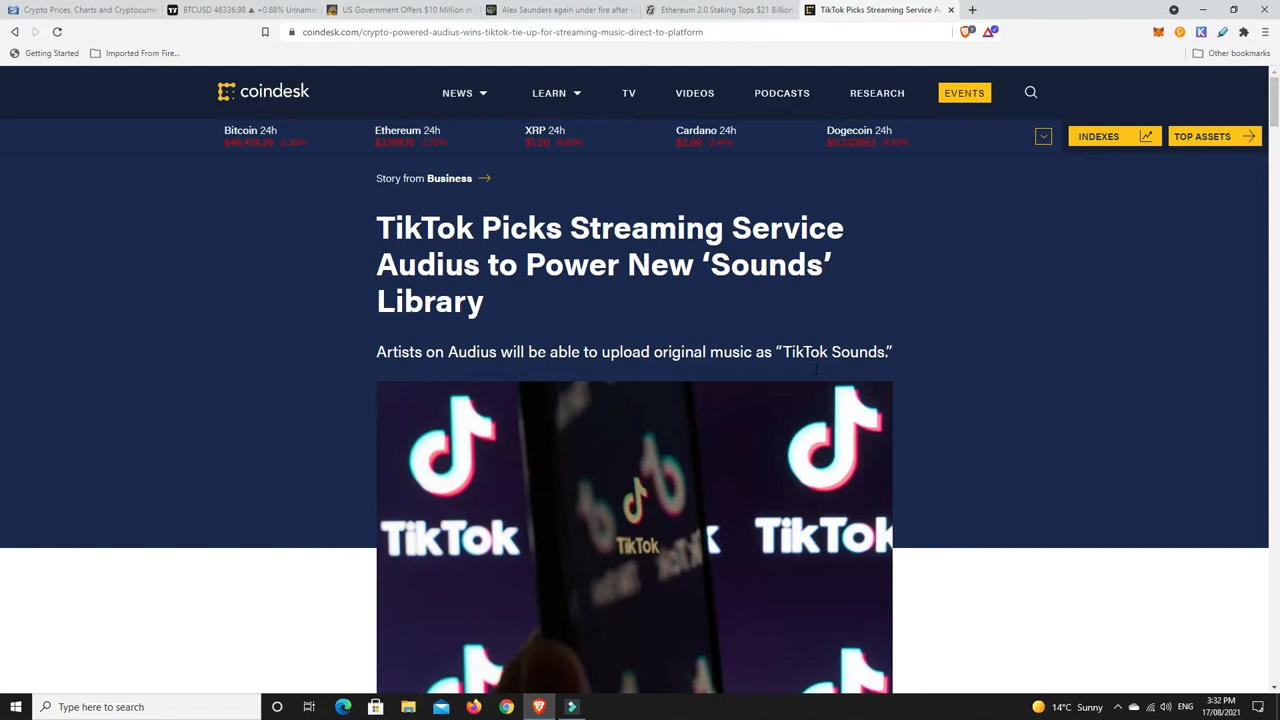 Crypto Prices, Charts and Cryptocurr
BTCUSD 46336.98 ▲ +0.88% Unname
US Government Offers $10 Million in
Alex Saunders again under fire after
Ethereum 2.0 Staking Tops $21 Billion
TikTok Picks Streaming Service A
coindesk.com/crypto-powered-audius-wins-tiktok-tie-up-for-streaming-music-direct-to-platform
Getting Started
Imported From Fire...
Other bookmarks
coindesk
NEWS
LEARN
TV
VIDEOS
PODCASTS
RESEARCH
EVENTS
Bitcoin 24h
Ethereum 24h
XRP 24h
Cardano 24h
Dogecoin 24h
INDEXES
TOP ASSETS
Story from Business
TikTok Picks Streaming Service
Audius to Power New ‘Sounds’
Library
Artists on Audius will be able to upload original music as “TikTok Sounds.”
TikTok
TikTok
TikTok
Type here to search
14°C Sunny
3:32 PM
17/08/2021